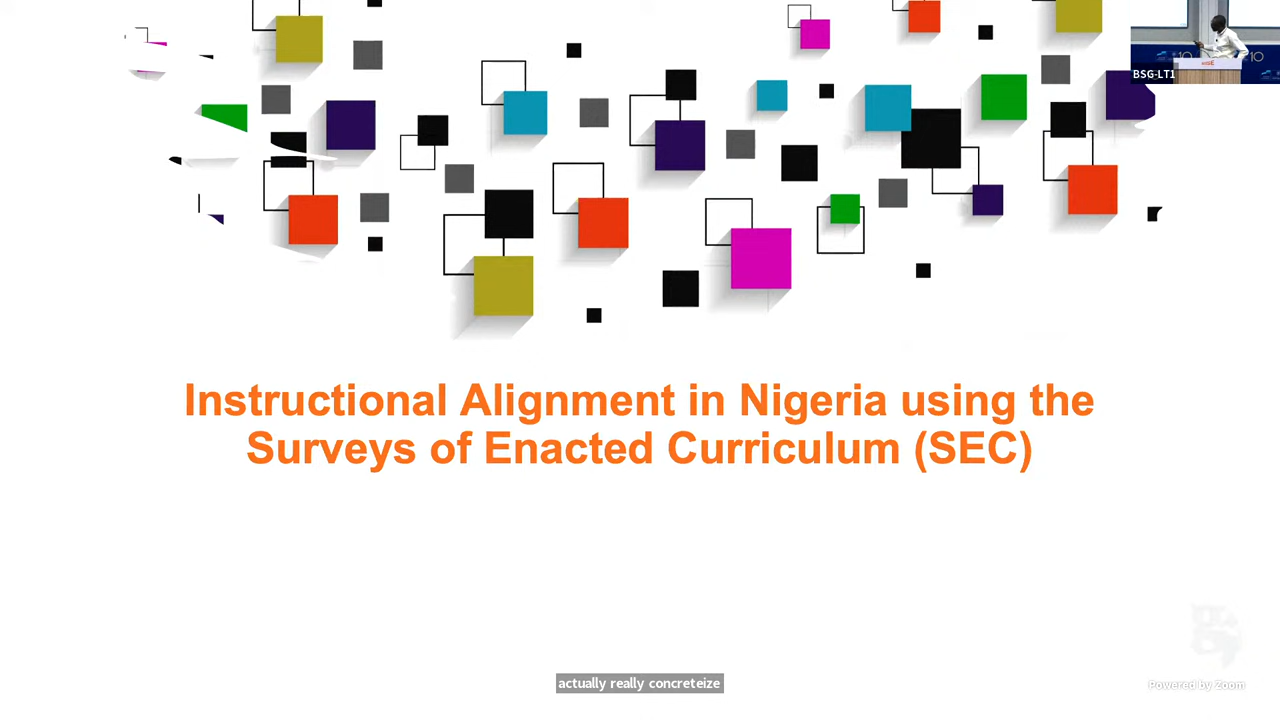 BSG-LT1
Instructional Alignment in Nigeria using the
Surveys of Enacted Curriculum (SEC)
actually really concreteize
Powered by Zoom